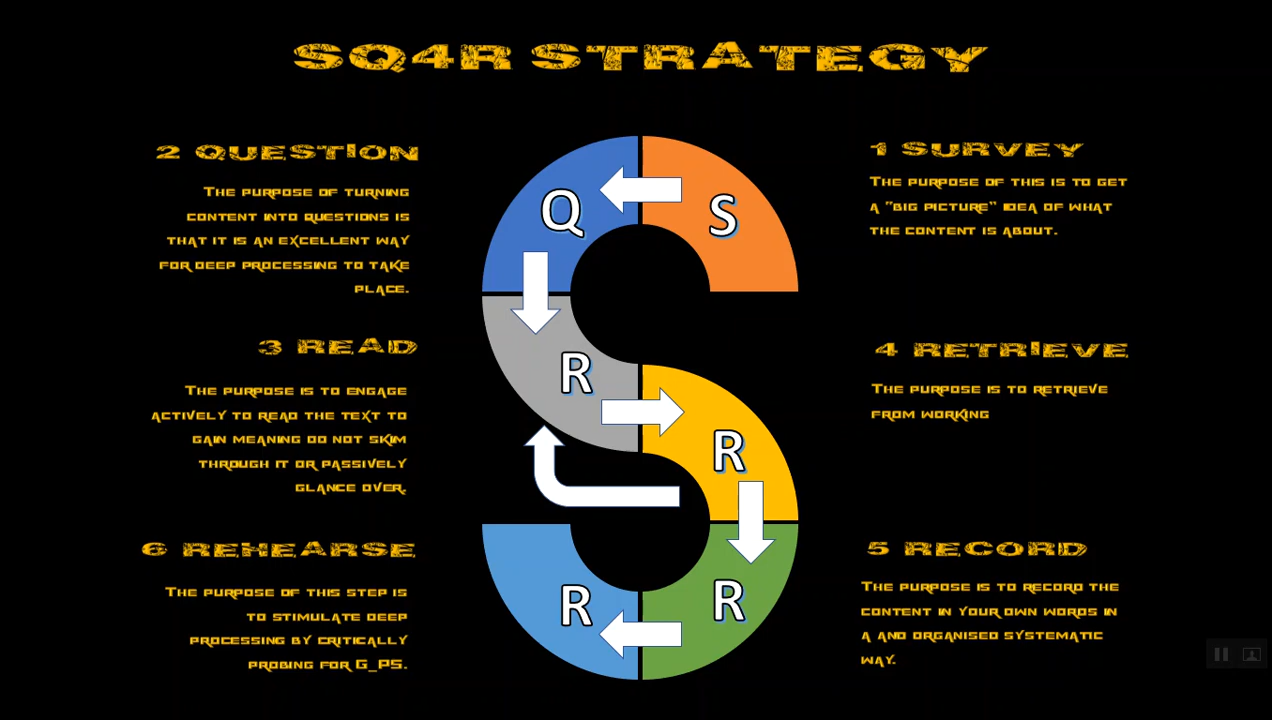 SQ4R STRATEGY
1 SURVEY
The purpose of this is to get
a "big picture" idea of what
the content is about.
2 QUESTION
The purpose of turning
content into questions is
that it is an excellent way
for deep processing to take
place.
3 READ
The purpose is to engage
actively to read the text to
gain meaning do not skim
through it or passively
glance over.
4 RETRIEVE
The purpose is to retrieve
from working
5 RECORD
The purpose is to record the
content in your own words in
a and organised systematic
way.
6 REHEARSE
The purpose of this step is
to stimulate deep
processing by critically
probing for G_PS.
Q
S
R
R
R
R